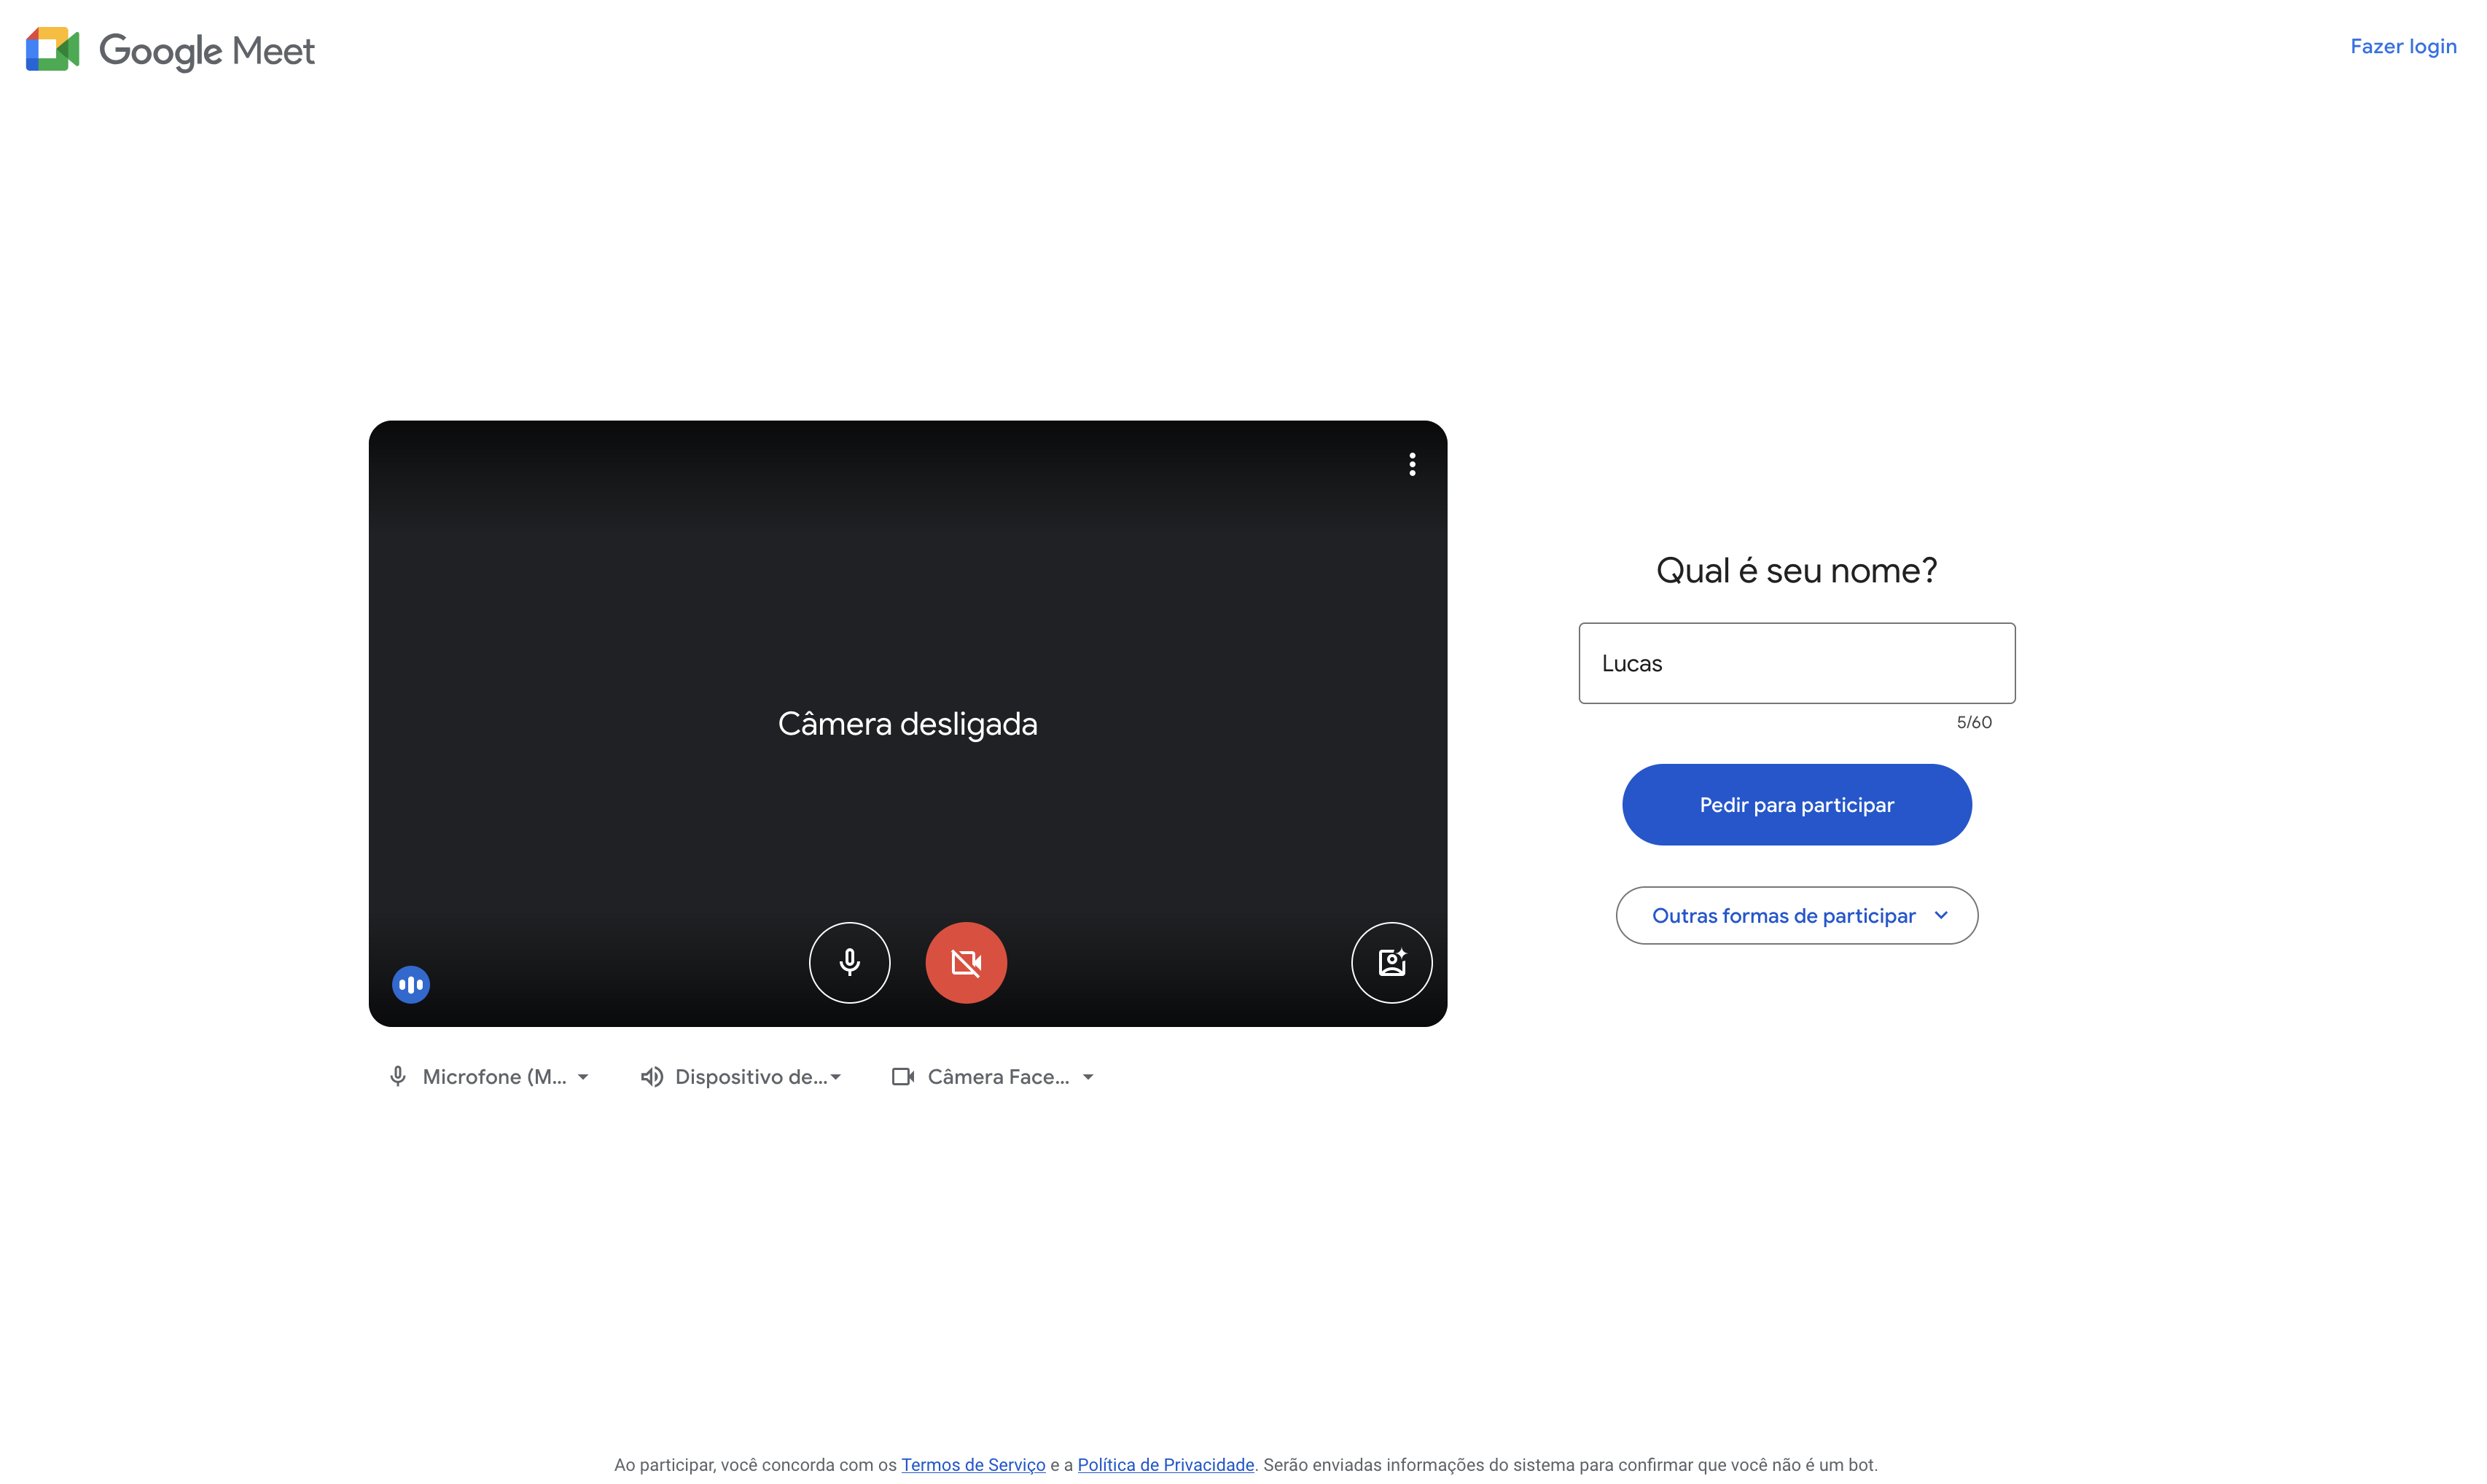 Google Meet
Fazer login
Câmera desligada
Qual é seu nome?
Lucas
5/60
Pedir para participar
Outras formas de participar
Microfone (M...
Dispositivo de...
Câmera Face...
Ao participar, você concorda com os Termos de Serviço e a Política de Privacidade. Serão enviadas informações do sistema para confirmar que você não é um bot.